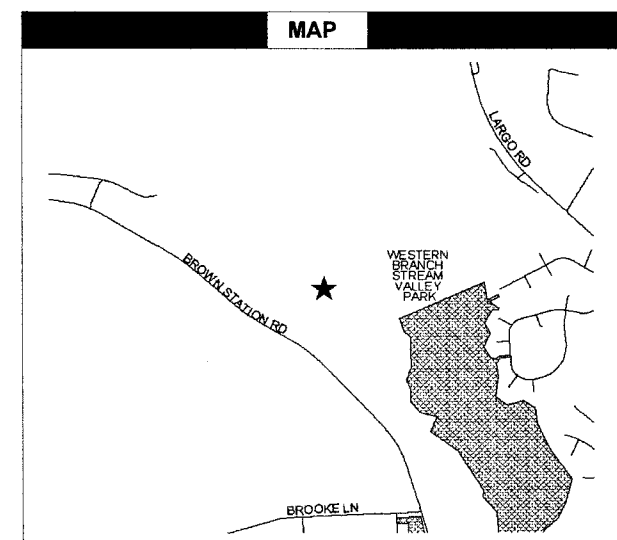 MAP
LARGO RD
WESTERN
BRANCH
STREAM
VALLEY
PARK
BROWN STATION RD
BROOKE LN